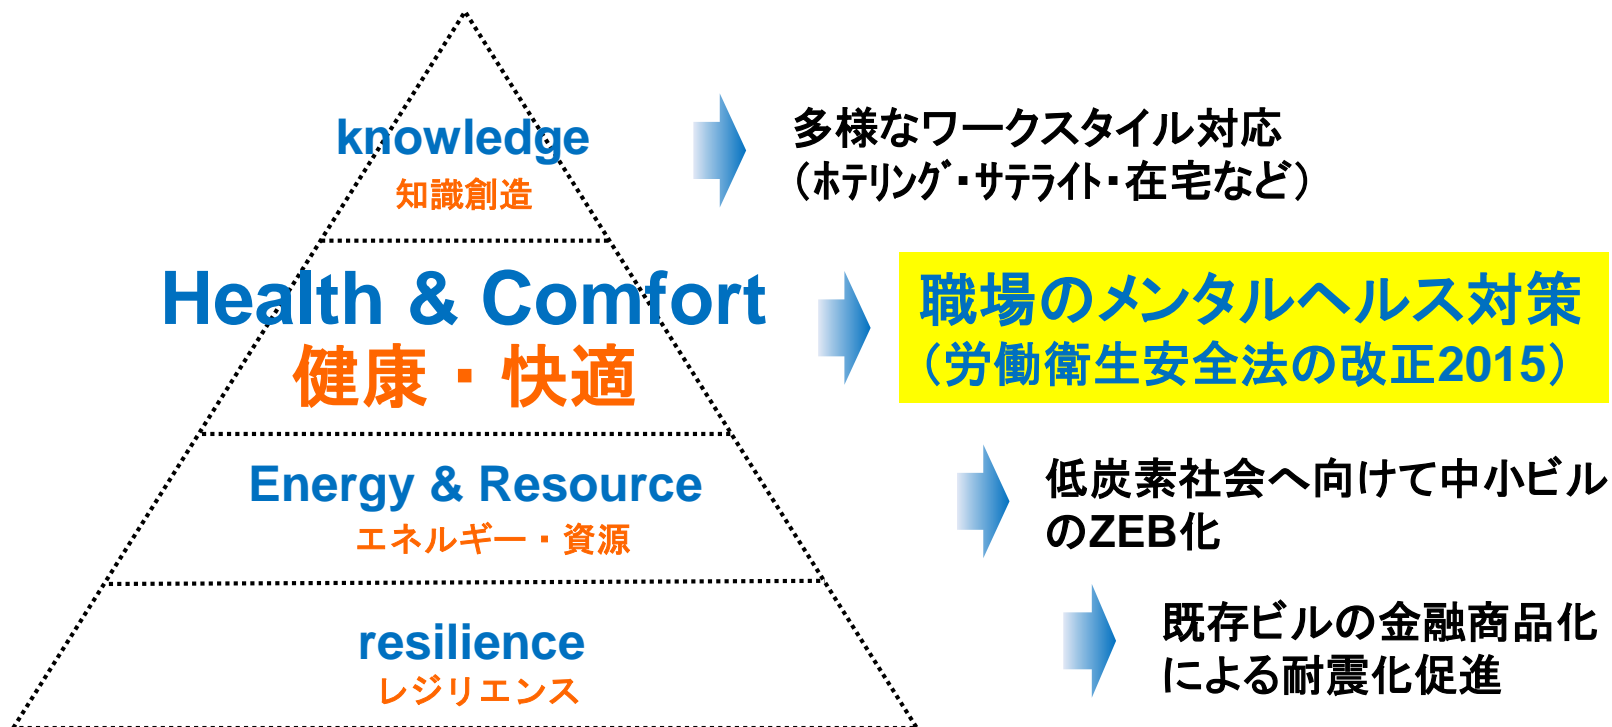 knowledge
知識創造
多様なワークスタイル対応
（ﾎﾃﾘﾝｸﾞ・ｻﾃﾗｲﾄ・在宅など）
Health & Comfort
健康・快適
職場のメンタルヘルス対策
（労働衛生安全法の改正2015）
Energy & Resource
エネルギー・資源
低炭素社会へ向けて中小ビル
のZEB化
resilience
レジリエンス
既存ビルの金融商品化
による耐震化促進